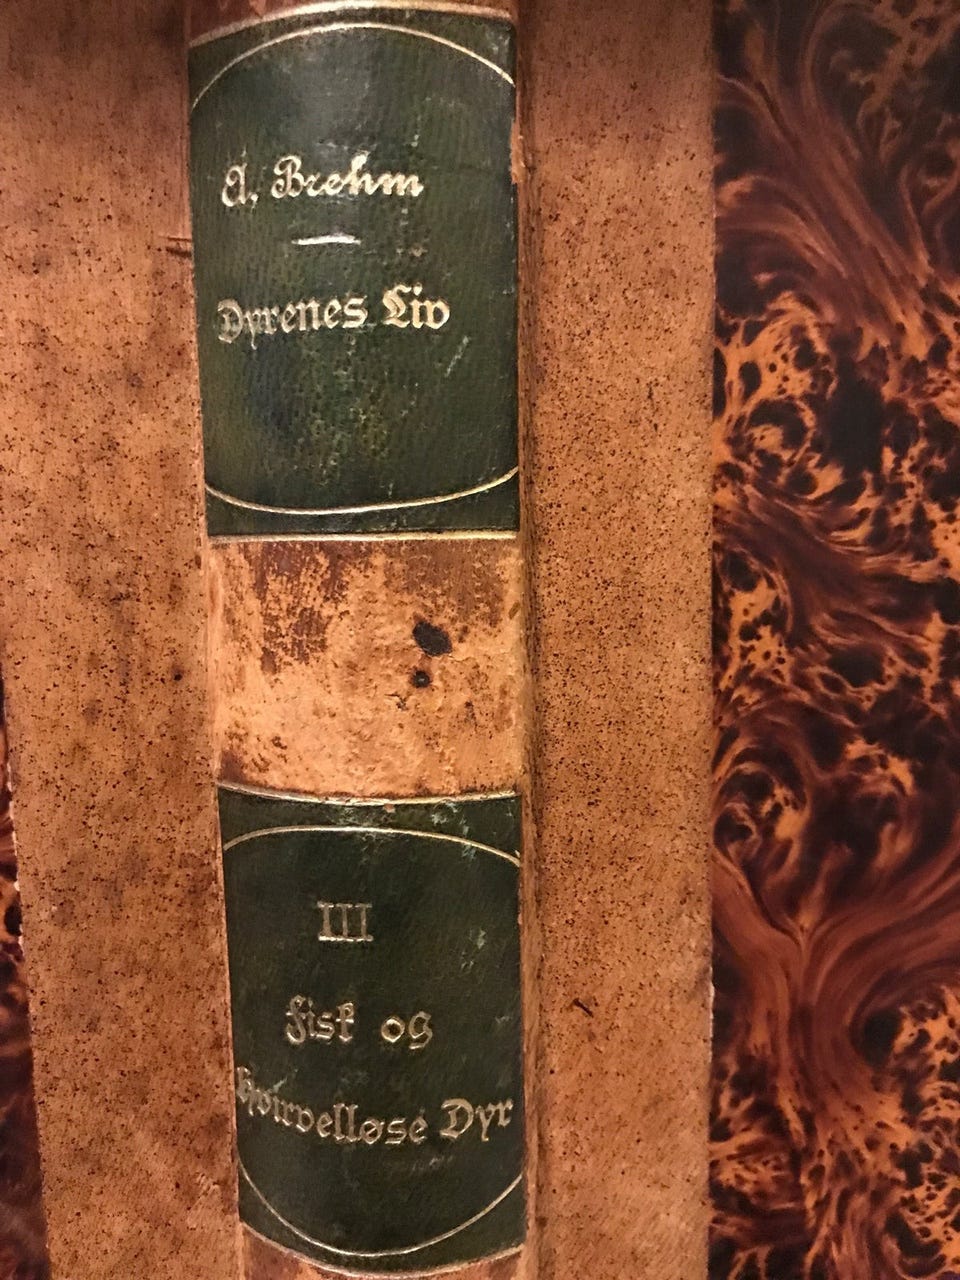 A. Brehm
Dyrenes Liv
III
Fisk og
Hvirvelløse Dyr